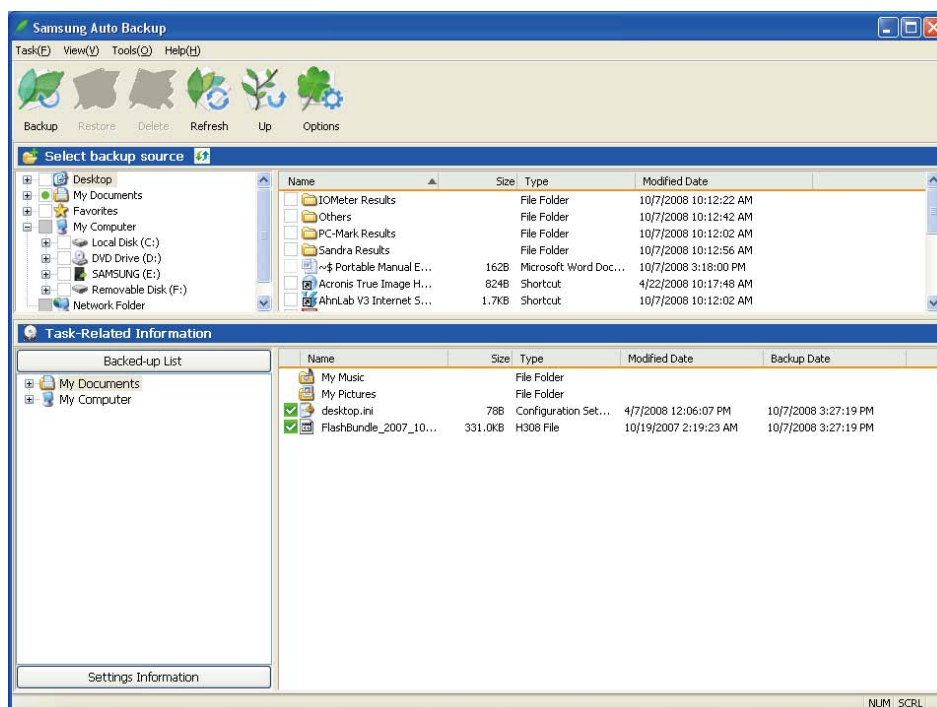 Samsung Auto Backup
Task(F) View(V) Tools(O) Help(H)
Backup Restore Delete Refresh Up Options
Select backup source
Desktop
My Documents
Favorites
My Computer
Local Disk (C:)
DVD Drive (D:)
SAMSUNG (E:)
Removable Disk (F:)
Network Folder
Name Size Type Modified Date
IOMeter Results File Folder 10/7/2008 10:12:22 AM
Others File Folder 10/7/2008 10:12:42 AM
PC-Mark Results File Folder 10/7/2008 10:12:02 AM
Sandra Results File Folder 10/7/2008 10:12:56 AM
~$ Portable Manual E... 162B Microsoft Word Doc... 10/7/2008 3:18:00 PM
Acronis True Image H... 824B Shortcut 4/22/2008 10:17:48 AM
AhnLab V3 Internet S... 1.7KB Shortcut 10/7/2008 10:12:02 AM
Task-Related Information
Backed-up List
My Documents
My Computer
Settings Information
Name Size Type Modified Date Backup Date
My Music File Folder
My Pictures File Folder
desktop.ini 78B Configuration Set... 4/7/2008 12:06:07 PM 10/7/2008 3:27:19 PM
FlashBundle_2007_10... 331.0KB H308 File 10/19/2007 2:19:23 AM 10/7/2008 3:27:19 PM
NUM SCRL